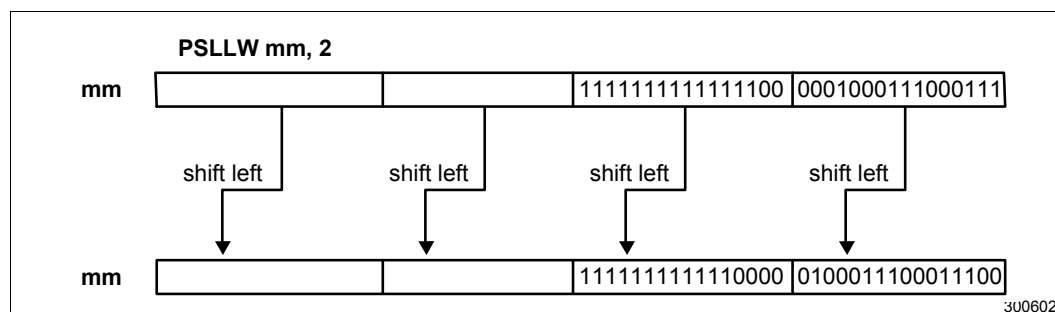 PSLLW mm, 2
mm 1111111111111100 0001000111000111
shift left shift left shift left shift left
mm 1111111111110000 0100011100011100
300602